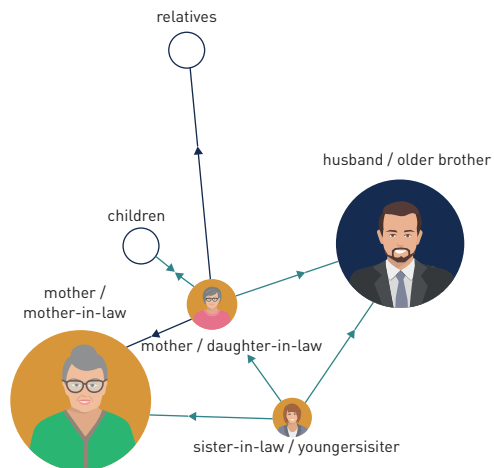 relatives
husband / older brother
children
mother /
mother-in-law
mother / daughter-in-law
sister-in-law / youngersisiter